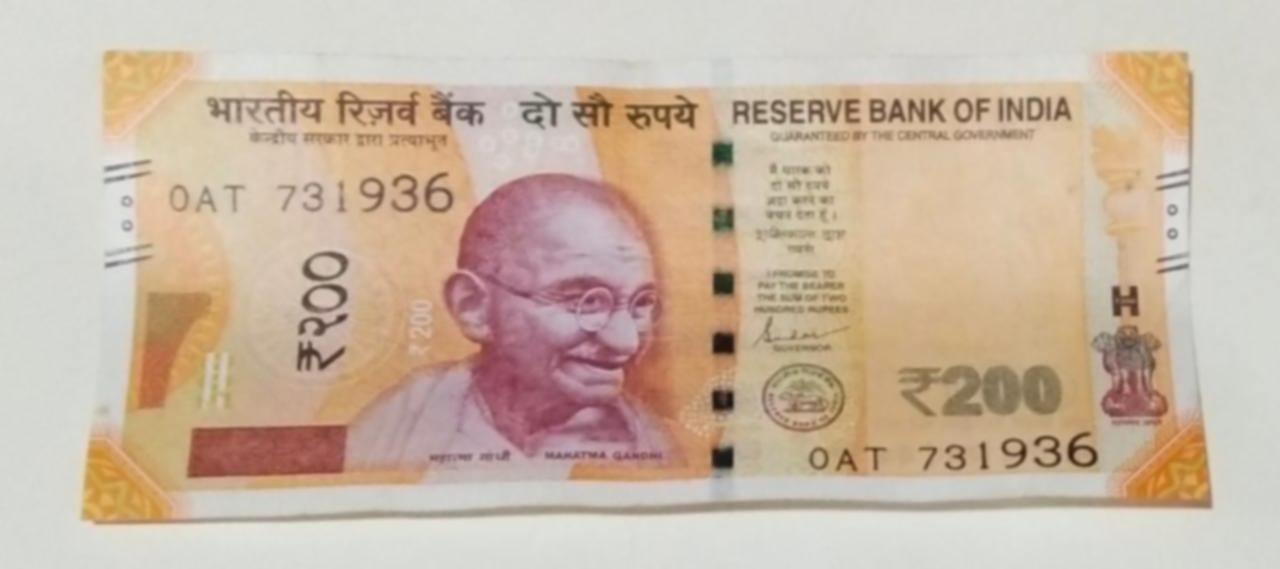 भारतीय रिज़र्व बैंक दो सौ रुपये RESERVE BANK OF INDIA
केन्द्रीय सरकार द्वारा प्रत्याभूत
GUARANTEED BY THE CENTRAL GOVERNMENT
0AT 731936
₹२००
₹200
मैं धारक को
दो सौ रुपये
अदा करने का
वचन देता हूँ ।
I PROMISE TO
PAY THE BEARER
THE SUM OF TWO
HUNDRED RUPEES
GOVERNOR
H
₹200
0AT 731936
महात्मा गांधी MAHATMA GANDHI